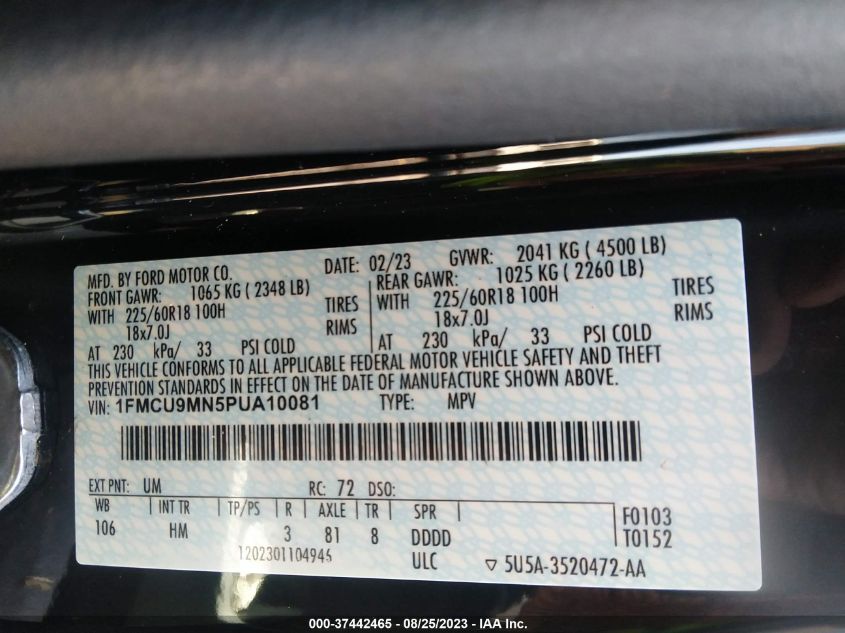 MFD. BY FORD MOTOR CO. DATE: 02/23 GVWR: 2041 KG ( 4500 LB)
FRONT GAWR: 1065 KG ( 2348 LB) REAR GAWR: 1025 KG ( 2260 LB)
WITH 225/60R18 100H TIRES WITH 225/60R18 100H TIRES
18x7.0J RIMS 18x7.0J RIMS
AT 230 kPa/ 33 PSI COLD AT 230 kPa/ 33 PSI COLD
THIS VEHICLE CONFORMS TO ALL APPLICABLE FEDERAL MOTOR VEHICLE SAFETY AND THEFT
PREVENTION STANDARDS IN EFFECT ON THE DATE OF MANUFACTURE SHOWN ABOVE.
VIN: 1FMCU9MN5PUA10081 TYPE: MPV
EXT PNT: UM RC: 72 DSO:
WB INT TR TP/PS R AXLE TR SPR
106 HM 3 81 8 DDDD
F0103
T0152
1202301104946 ULC ▽ 5U5A-3520472-AA
000-37442465 - 08/25/2023 - IAA Inc.